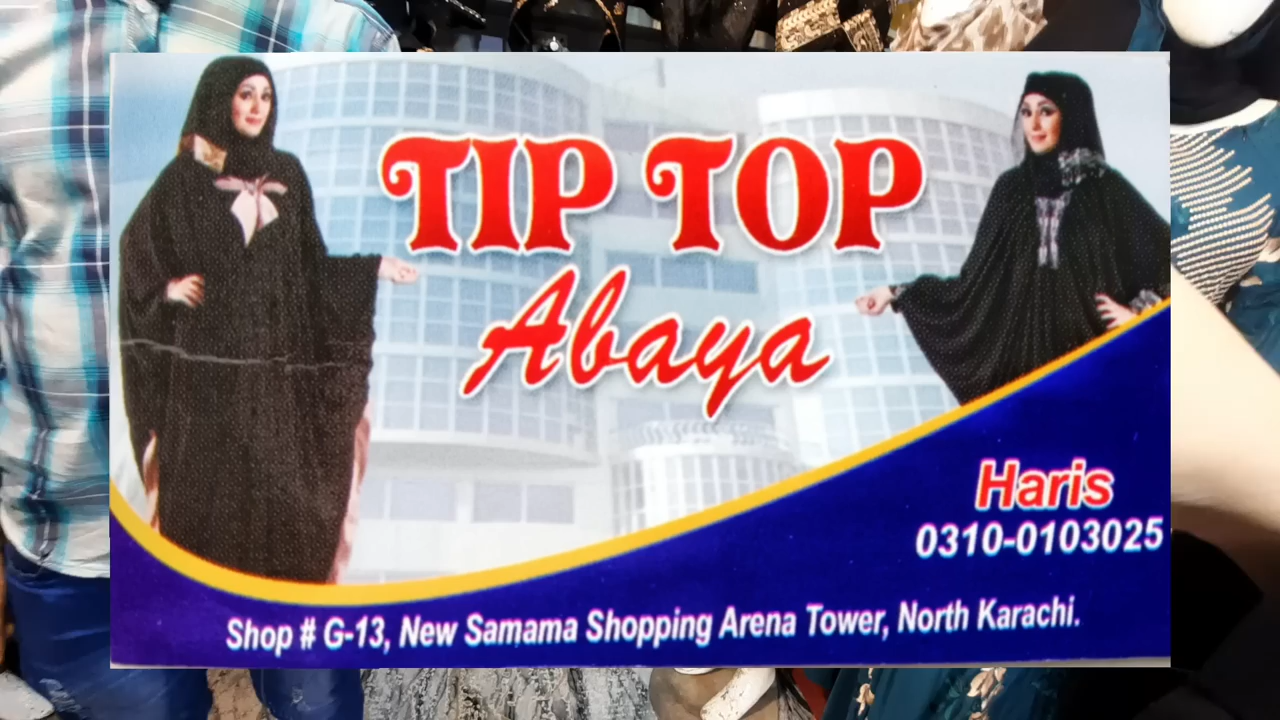 TIP TOP
Abaya
Haris
0310-0103025
Shop # G-13, New Samama Shopping Arena Tower, North Karachi.